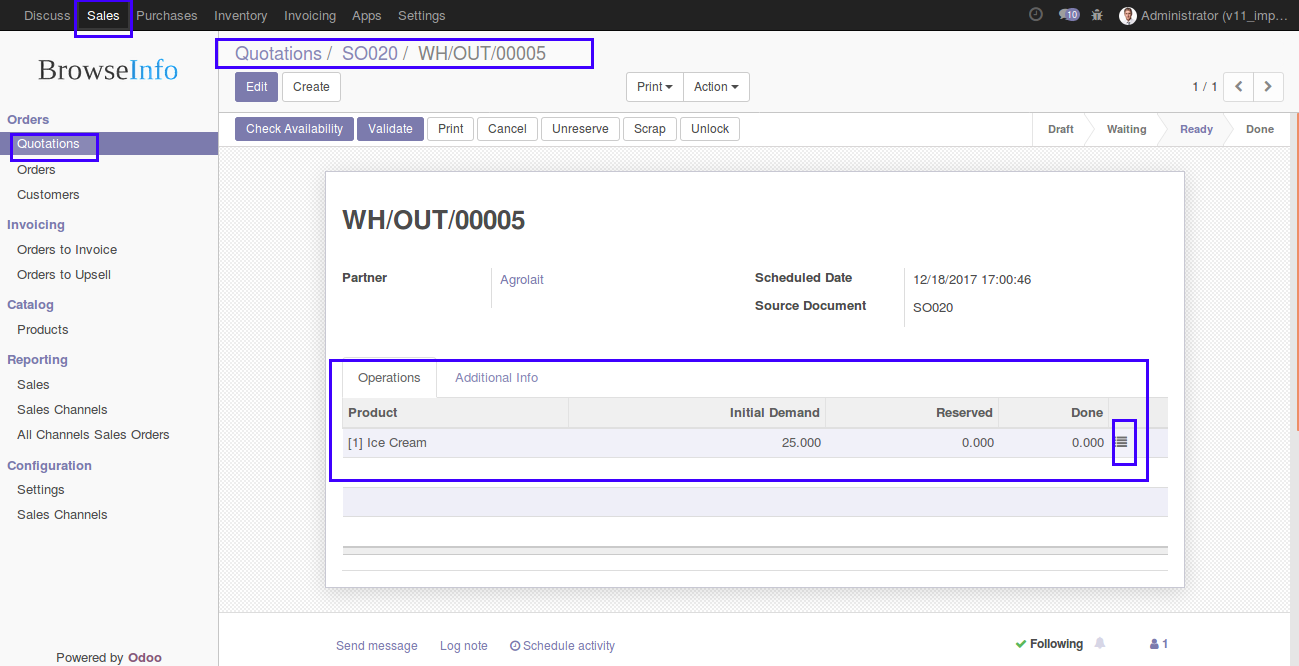 Discuss Sales Purchases Inventory Invoicing Apps Settings 10 Administrator (v11_imp...
BrowseInfo
Orders
Quotations
Orders
Customers
Invoicing
Orders to Invoice
Orders to Upsell
Catalog
Products
Reporting
Sales
Sales Channels
All Channels Sales Orders
Configuration
Settings
Sales Channels
Powered by Odoo
Quotations / SO020 / WH/OUT/00005
Edit Create Print Action 1 / 1
Check Availability Validate Print Cancel Unreserve Scrap Unlock Draft Waiting Ready Done
WH/OUT/00005
Partner Agrolait Scheduled Date 12/18/2017 17:00:46
Source Document SO020
Operations Additional Info
Product Initial Demand Reserved Done
[1] Ice Cream 25.000 0.000 0.000
Send message Log note Schedule activity Following 1